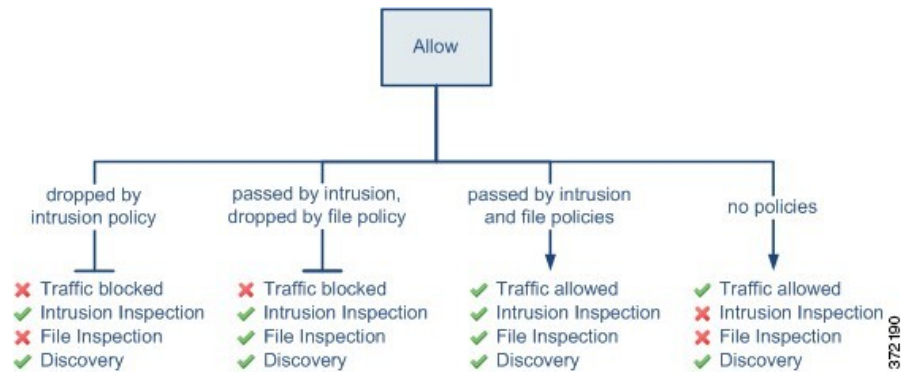 Allow
dropped by
intrusion policy
passed by intrusion,
dropped by file policy
passed by intrusion
and file policies
no policies
Traffic blocked
Intrusion Inspection
File Inspection
Discovery
Traffic blocked
Intrusion Inspection
File Inspection
Discovery
Traffic allowed
Intrusion Inspection
File Inspection
Discovery
Traffic allowed
Intrusion Inspection
File Inspection
Discovery
372190